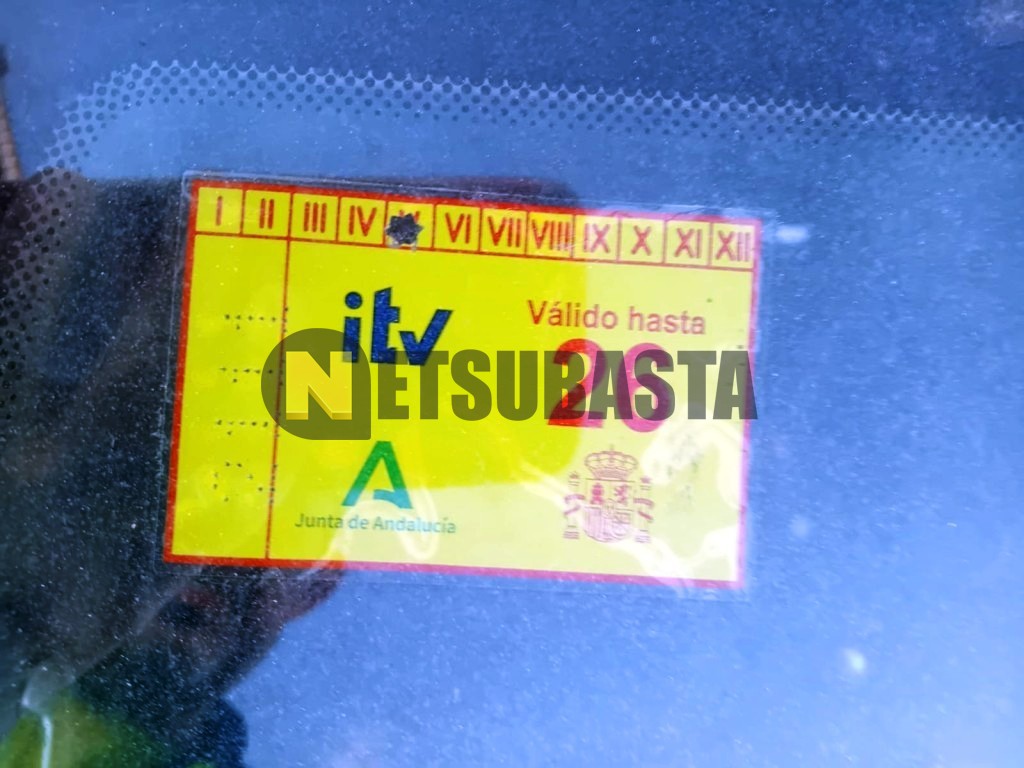 I II III IV V VI VII VIII IX X XI XII
itv
Válido hasta
26
NETSUBASTA
Junta de Andalucía